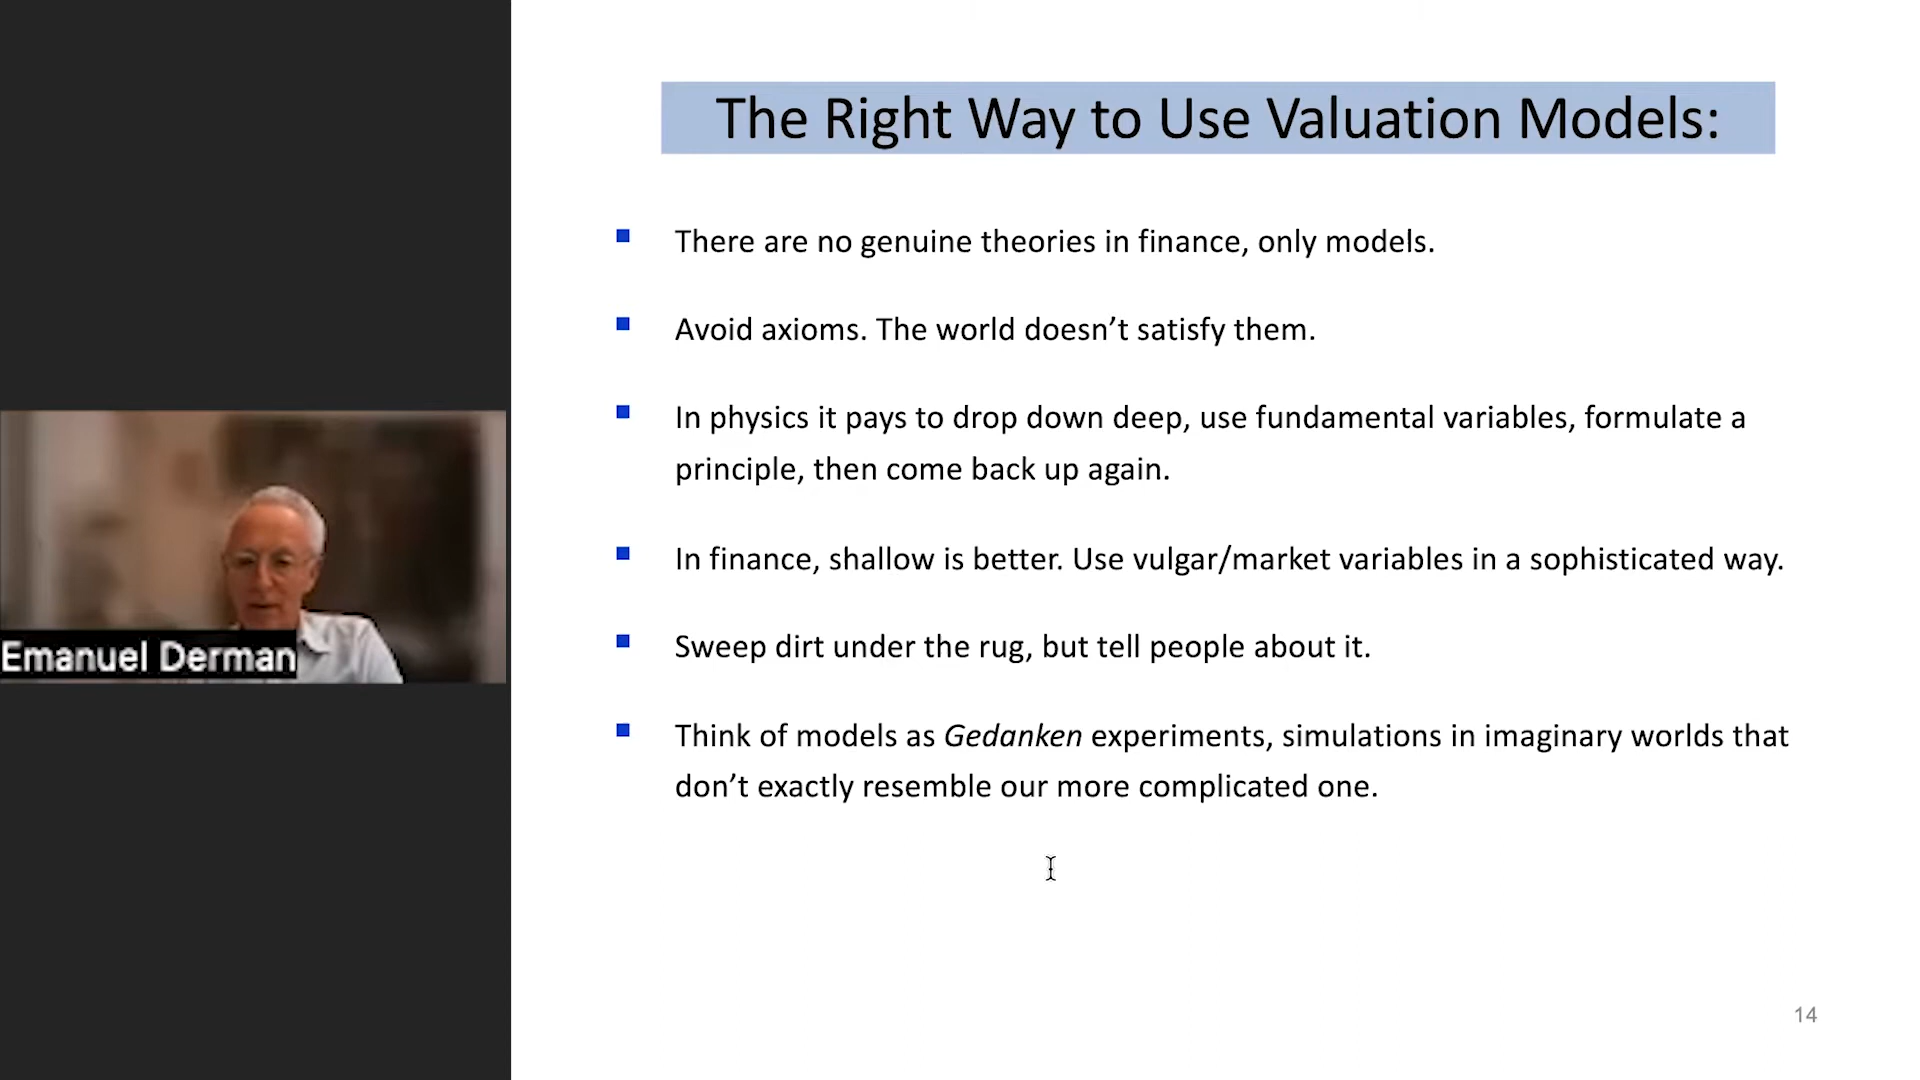 The Right Way to Use Valuation Models:
There are no genuine theories in finance, only models.
Avoid axioms. The world doesn’t satisfy them.
In physics it pays to drop down deep, use fundamental variables, formulate a
principle, then come back up again.
In finance, shallow is better. Use vulgar/market variables in a sophisticated way.
Sweep dirt under the rug, but tell people about it.
Think of models as Gedanken experiments, simulations in imaginary worlds that
don’t exactly resemble our more complicated one.
Emanuel Derman
14